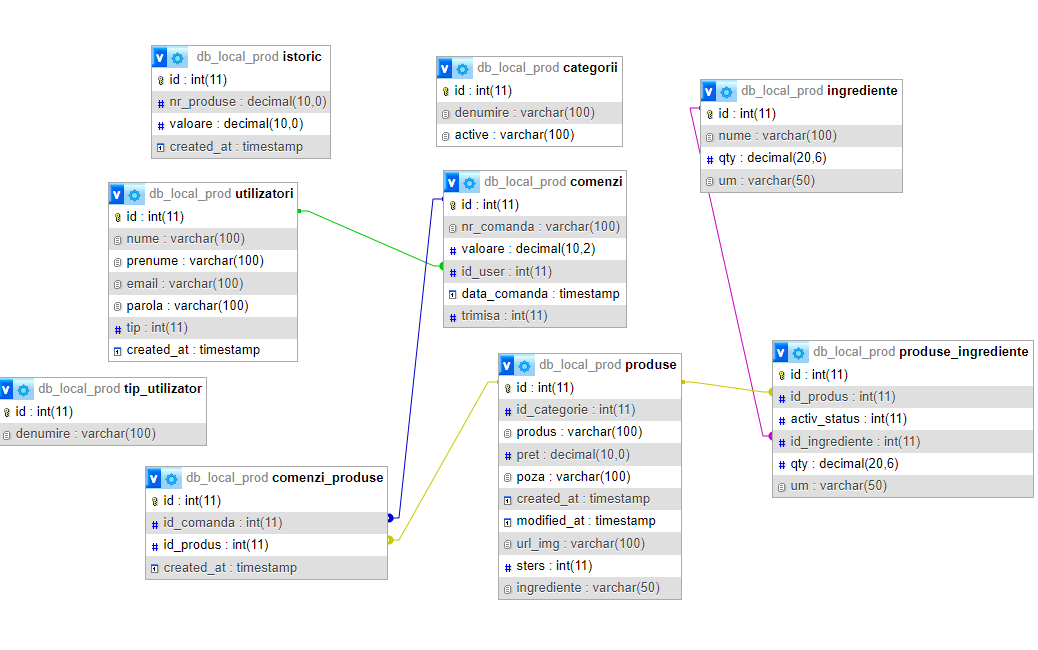 db_local_prod istoric
id : int(11)
nr_produse : decimal(10,0)
valoare : decimal(10,0)
created_at : timestamp
db_local_prod categorii
id : int(11)
denumire : varchar(100)
active : varchar(100)
db_local_prod ingrediente
id : int(11)
nume : varchar(100)
qty : decimal(20,6)
um : varchar(50)
db_local_prod utilizatori
id : int(11)
nume : varchar(100)
prenume : varchar(100)
email : varchar(100)
parola : varchar(100)
tip : int(11)
created_at : timestamp
db_local_prod comenzi
id : int(11)
nr_comanda : varchar(100)
valoare : decimal(10,2)
id_user : int(11)
data_comanda : timestamp
trimisa : int(11)
db_local_prod tip_utilizator
id : int(11)
denumire : varchar(100)
db_local_prod produse
id : int(11)
id_categorie : int(11)
produs : varchar(100)
pret : decimal(10,0)
poza : varchar(100)
created_at : timestamp
modified_at : timestamp
url_img : varchar(100)
sters : int(11)
ingrediente : varchar(50)
db_local_prod produse_ingrediente
id : int(11)
id_produs : int(11)
activ_status : int(11)
id_ingrediente : int(11)
qty : decimal(20,6)
um : varchar(50)
db_local_prod comenzi_produse
id : int(11)
id_comanda : int(11)
id_produs : int(11)
created_at : timestamp